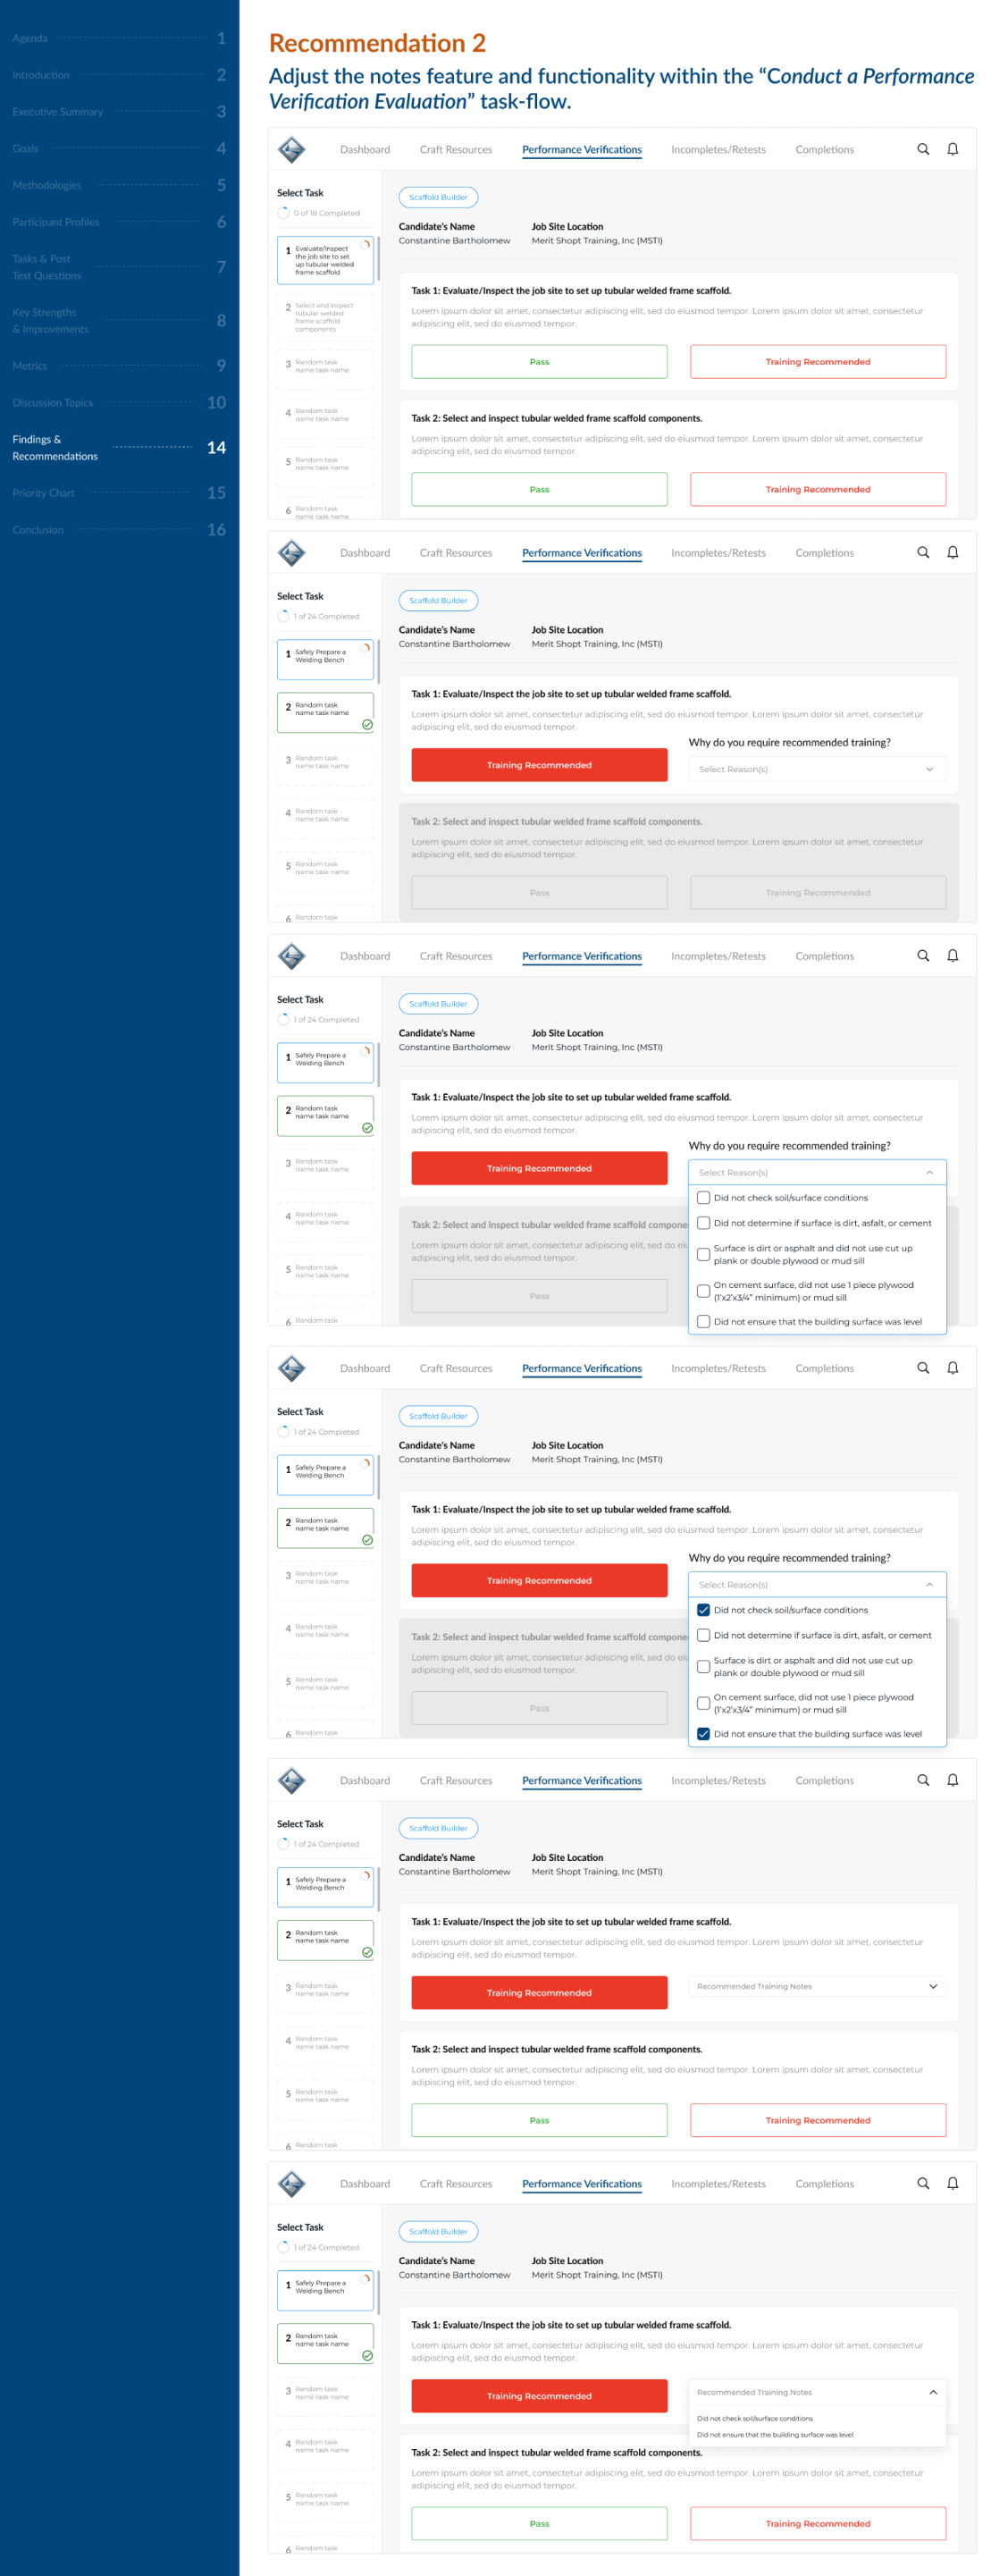 Agenda 1
Introduction 2
Executive Summary 3
Goals 4
Methodologies 5
Participant Profiles 6
Tasks & Post
Test Questions 7
Key Strengths
& Improvements 8
Metrics 9
Discussion Topics 10
Findings &
Recommendations 14
Priority Chart 15
Conclusion 16
Recommendation 2
Adjust the notes feature and functionality within the “Conduct a Performance
Verification Evaluation” task-flow.
Dashboard Craft Resources Performance Verifications Incompletes/Retests Completions
Select Task
0 of 18 Completed
1 Evaluate/Inspect
the job site to set
up tubular welded
frame scaffold
2 Select and inspect
tubular welded
frame scaffold
components
3 Random task
name task name
4 Random task
name task name
5 Random task
name task name
6 Random task
name task name
Scaffold Builder
Candidate's Name Job Site Location
Constantine Bartholomew Merit Shopt Training, Inc (MSTI)
Task 1: Evaluate/Inspect the job site to set up tubular welded frame scaffold.
Lorem ipsum dolor sit amet, consectetur adipiscing elit, sed do eiusmod tempor. Lorem ipsum dolor sit amet, consectetur
adipiscing elit, sed do eiusmod tempor.
Pass Training Recommended
Task 2: Select and inspect tubular welded frame scaffold components.
Lorem ipsum dolor sit amet, consectetur adipiscing elit, sed do eiusmod tempor. Lorem ipsum dolor sit amet, consectetur
adipiscing elit, sed do eiusmod tempor.
Pass Training Recommended
Dashboard Craft Resources Performance Verifications Incompletes/Retests Completions
Select Task
1 of 24 Completed
1 Safely Prepare a
Welding Bench
2 Random task
name task name
3 Random task
name task name
4 Random task
name task name
5 Random task
name task name
6 Random task
Scaffold Builder
Candidate's Name Job Site Location
Constantine Bartholomew Merit Shopt Training, Inc (MSTI)
Task 1: Evaluate/Inspect the job site to set up tubular welded frame scaffold.
Lorem ipsum dolor sit amet, consectetur adipiscing elit, sed do eiusmod tempor. Lorem ipsum dolor sit amet, consectetur
adipiscing elit, sed do eiusmod tempor.
Why do you require recommended training?
Training Recommended Select Reason(s)
Task 2: Select and inspect tubular welded frame scaffold components.
Lorem ipsum dolor sit amet, consectetur adipiscing elit, sed do eiusmod tempor. Lorem ipsum dolor sit amet, consectetur
adipiscing elit, sed do eiusmod tempor.
Pass Training Recommended
Dashboard Craft Resources Performance Verifications Incompletes/Retests Completions
Select Task
1 of 24 Completed
1 Safely Prepare a
Welding Bench
2 Random task
name task name
3 Random task
name task name
4 Random task
name task name
5 Random task
name task name
6 Random task
Scaffold Builder
Candidate's Name Job Site Location
Constantine Bartholomew Merit Shopt Training, Inc (MSTI)
Task 1: Evaluate/Inspect the job site to set up tubular welded frame scaffold.
Lorem ipsum dolor sit amet, consectetur adipiscing elit, sed do eiusmod tempor. Lorem ipsum dolor sit amet, consectetur
adipiscing elit, sed do eiusmod tempor.
Why do you require recommended training?
Training Recommended Select Reason(s)
Did not check soil/surface conditions
Did not determine if surface is dirt, asfalt, or cement
Surface is dirt or asphalt and did not use cut up
plank or double plywood or mud sill
On cement surface, did not use 1 piece plywood
(1'x2'x3/4" minimum) or mud sill
Did not ensure that the building surface was level
Task 2: Select and inspect tubular welded frame scaffold compone
Lorem ipsum dolor sit amet, consectetur adipiscing elit, sed do
adipiscing elit, sed do eiusmod tempor.
Pass
Dashboard Craft Resources Performance Verifications Incompletes/Retests Completions
Select Task
1 of 24 Completed
1 Safely Prepare a
Welding Bench
2 Random task
name task name
3 Random task
name task name
4 Random task
name task name
5 Random task
name task name
6 Random task
Scaffold Builder
Candidate's Name Job Site Location
Constantine Bartholomew Merit Shopt Training, Inc (MSTI)
Task 1: Evaluate/Inspect the job site to set up tubular welded frame scaffold.
Lorem ipsum dolor sit amet, consectetur adipiscing elit, sed do eiusmod tempor. Lorem ipsum dolor sit amet, consectetur
adipiscing elit, sed do eiusmod tempor.
Why do you require recommended training?
Training Recommended Select Reason(s)
Did not check soil/surface conditions
Did not determine if surface is dirt, asfalt, or cement
Surface is dirt or asphalt and did not use cut up
plank or double plywood or mud sill
On cement surface, did not use 1 piece plywood
(1'x2'x3/4" minimum) or mud sill
Did not ensure that the building surface was level
Task 2: Select and inspect tubular welded frame scaffold compone
Lorem ipsum dolor sit amet, consectetur adipiscing elit, sed do
adipiscing elit, sed do eiusmod tempor.
Pass
Dashboard Craft Resources Performance Verifications Incompletes/Retests Completions
Select Task
1 of 24 Completed
1 Safely Prepare a
Welding Bench
2 Random task
name task name
3 Random task
name task name
4 Random task
name task name
5 Random task
name task name
6 Random task
Scaffold Builder
Candidate's Name Job Site Location
Constantine Bartholomew Merit Shopt Training, Inc (MSTI)
Task 1: Evaluate/Inspect the job site to set up tubular welded frame scaffold.
Lorem ipsum dolor sit amet, consectetur adipiscing elit, sed do eiusmod tempor. Lorem ipsum dolor sit amet, consectetur
adipiscing elit, sed do eiusmod tempor.
Training Recommended Recommended Training Notes
Task 2: Select and inspect tubular welded frame scaffold components.
Lorem ipsum dolor sit amet, consectetur adipiscing elit, sed do eiusmod tempor. Lorem ipsum dolor sit amet, consectetur
adipiscing elit, sed do eiusmod tempor.
Pass Training Recommended
Dashboard Craft Resources Performance Verifications Incompletes/Retests Completions
Select Task
1 of 24 Completed
1 Safely Prepare a
Welding Bench
2 Random task
name task name
3 Random task
name task name
4 Random task
name task name
5 Random task
name task name
6 Random task
Scaffold Builder
Candidate's Name Job Site Location
Constantine Bartholomew Merit Shopt Training, Inc (MSTI)
Task 1: Evaluate/Inspect the job site to set up tubular welded frame scaffold.
Lorem ipsum dolor sit amet, consectetur adipiscing elit, sed do eiusmod tempor. Lorem ipsum dolor sit amet, consectetur
adipiscing elit, sed do eiusmod tempor.
Training Recommended Recommended Training Notes
Did not check soil/surface conditions
Did not ensure that the building surface was level
Task 2: Select and inspect tubular welded frame scaffold components.
Lorem ipsum dolor sit amet, consectetur adipiscing elit, sed do eiusmod tempor. Lorem ipsum dolor sit amet, consectetur
adipiscing elit, sed do eiusmod tempor.
Pass Training Recommended